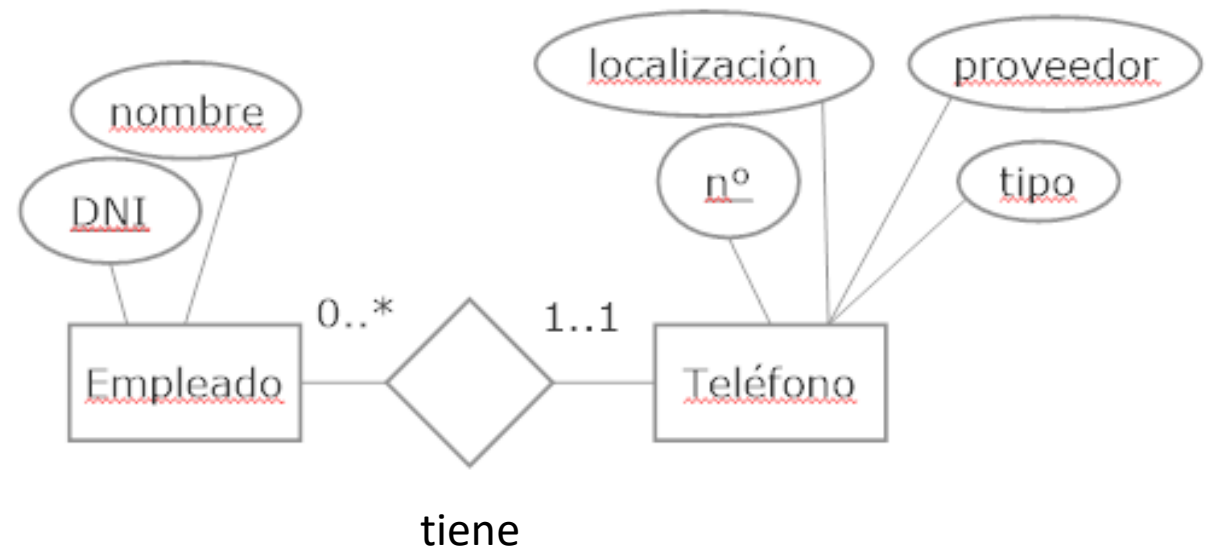 localización
proveedor
nombre
nº
tipo
DNI
0..*
1..1
Empleado
Teléfono
tiene